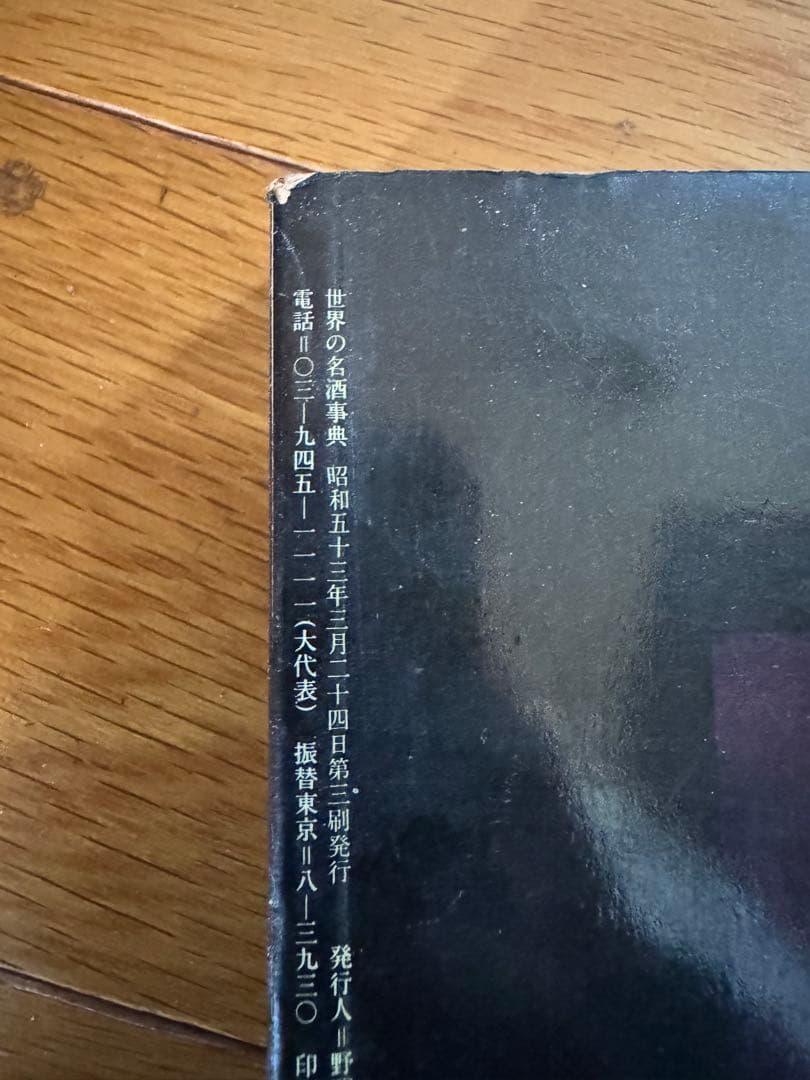 世界の名酒事典 昭和五十三年三月二十四日第三刷発行 発行人=野
電話=〇三―九四五―一一一一(大代表) 振替東京=八―三九三〇 印